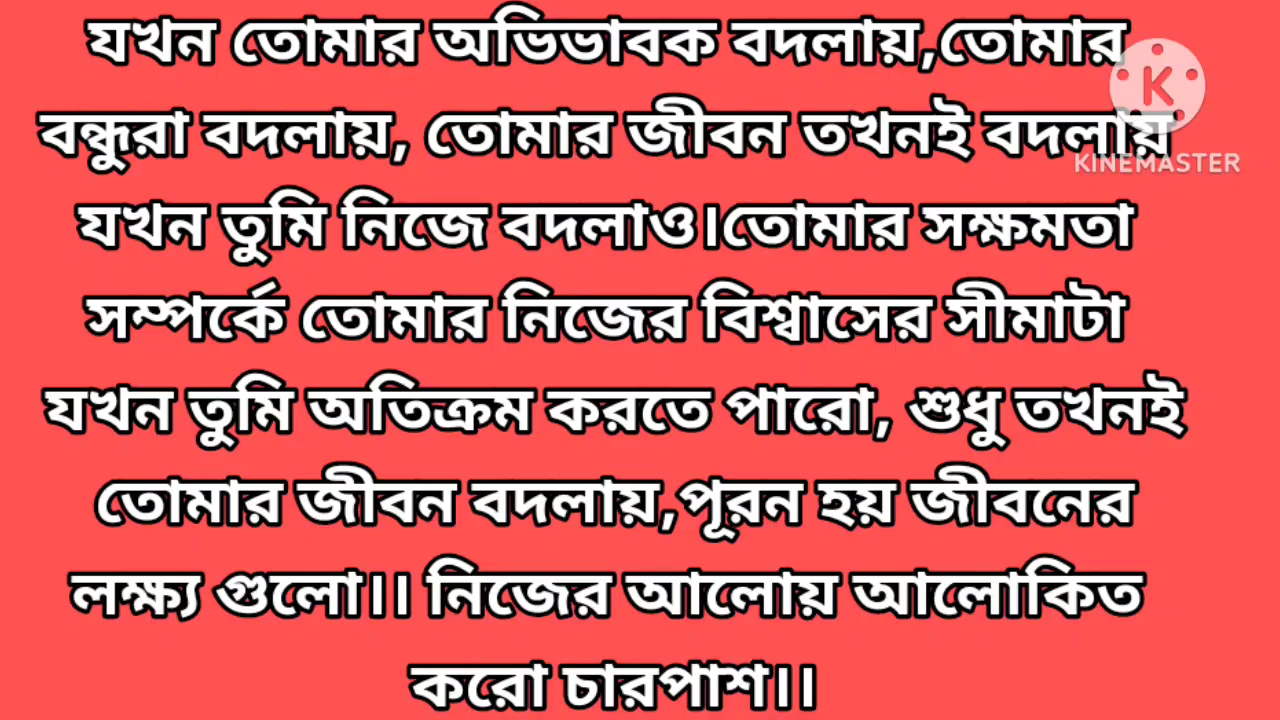 যখন তোমার অভিভাবক বদলায়,তোমার
বন্ধুরা বদলায়, তোমার জীবন তখনই বদলায়
KINEMASTER
যখন তুমি নিজে বদলাও।তোমার সক্ষমতা
সম্পর্কে তোমার নিজের বিশ্বাসের সীমাটা
যখন তুমি অতিক্রম করতে পারো, শুধু তখনই
তোমার জীবন বদলায়,পূরন হয় জীবনের
লক্ষ্য গুলো।। নিজের আলোয় আলোকিত
করো চারপাশ।।